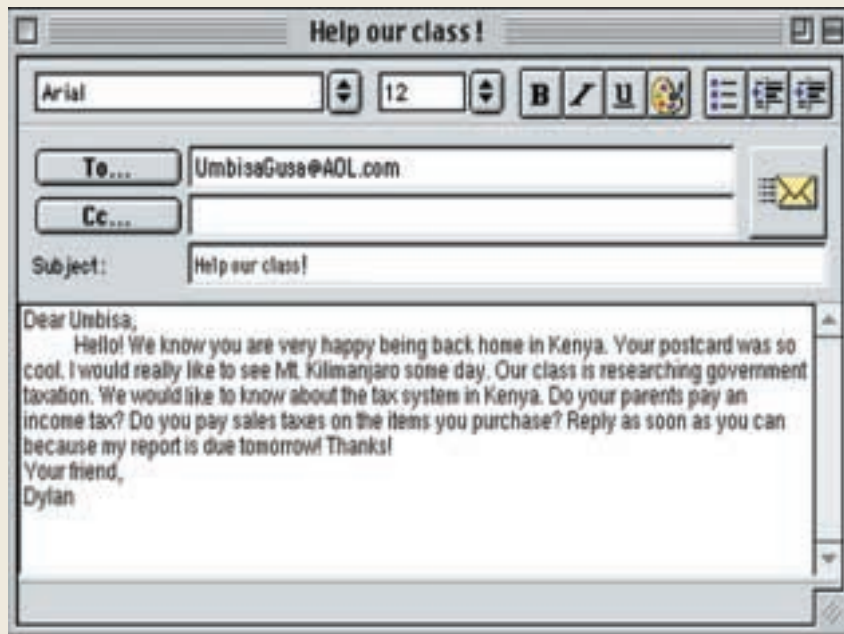 Help our class!
Arial
12
B I U
To...
UmbisaGusa@AOL.com
Cc...
Subject:
Help our class!
Dear Umbisa,
Hello! We know you are very happy being back home in Kenya. Your postcard was so
cool. I would really like to see Mt. Kilimanjaro some day. Our class is researching government
taxation. We would like to know about the tax system in Kenya. Do your parents pay an
income tax? Do you pay sales taxes on the items you purchase? Reply as soon as you can
because my report is due tomorrow! Thanks!
Your friend,
Dylan